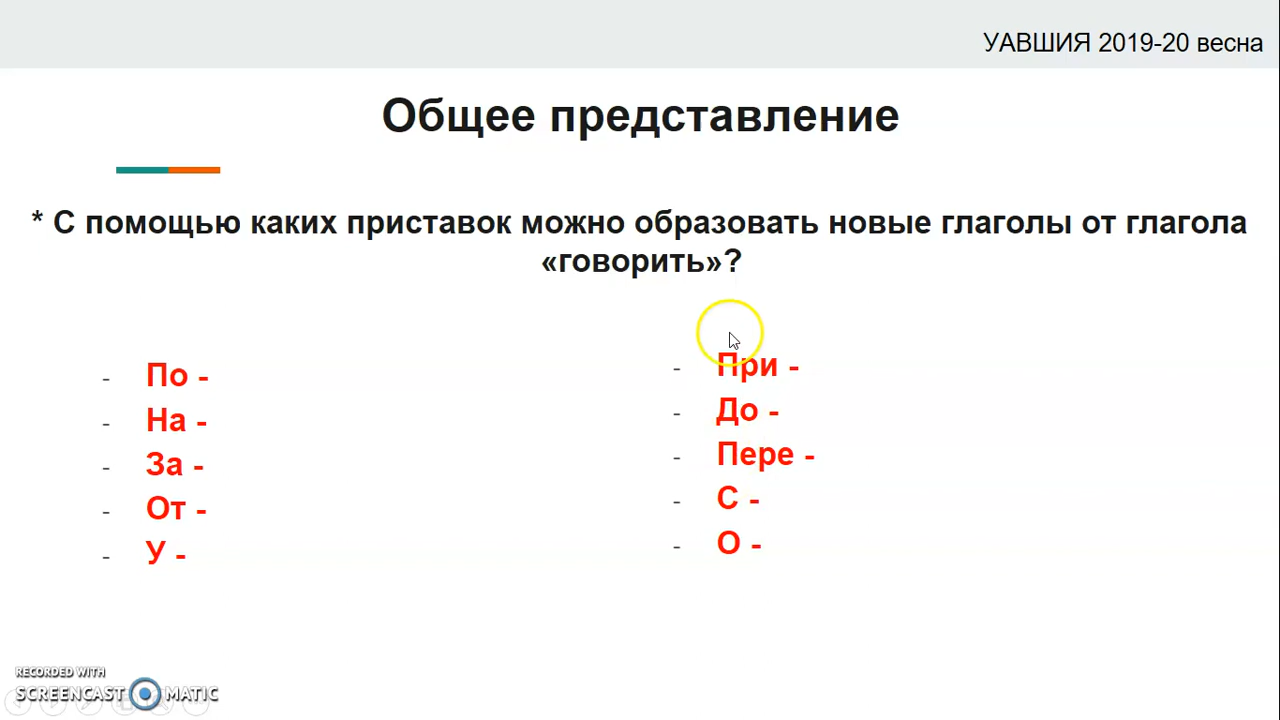 УАВШИЯ 2019-20 весна
Общее представление
* С помощью каких приставок можно образовать новые глаголы от глагола
«говорить»?
- По -
- На -
- За -
- От -
- У -
- При -
- До -
- Пере -
- С -
- О -
RECORDED WITH
SCREENCAST MATIC